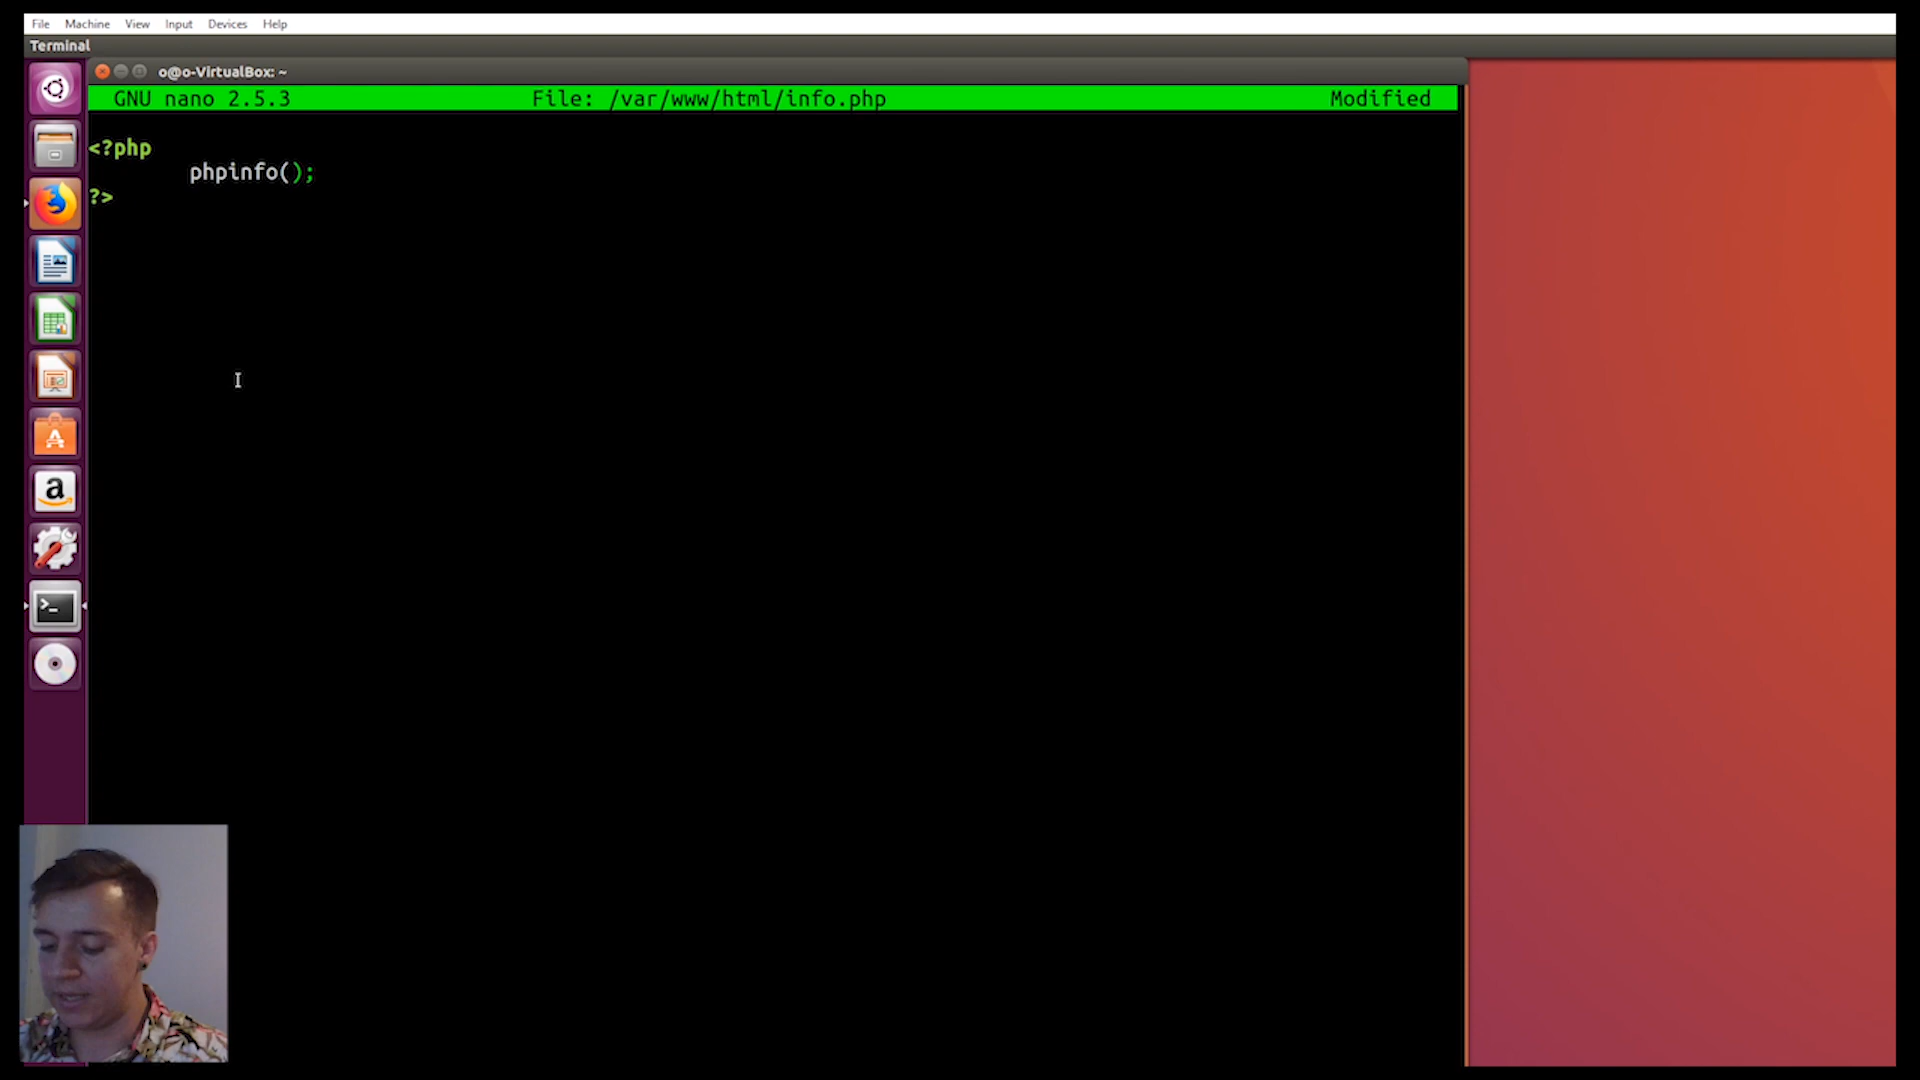 File Machine View Input Devices Help
Terminal
o@o-VirtualBox: ~
GNU nano 2.5.3 File: /var/www/html/info.php Modified
<?php
phpinfo();
?>
a
>_